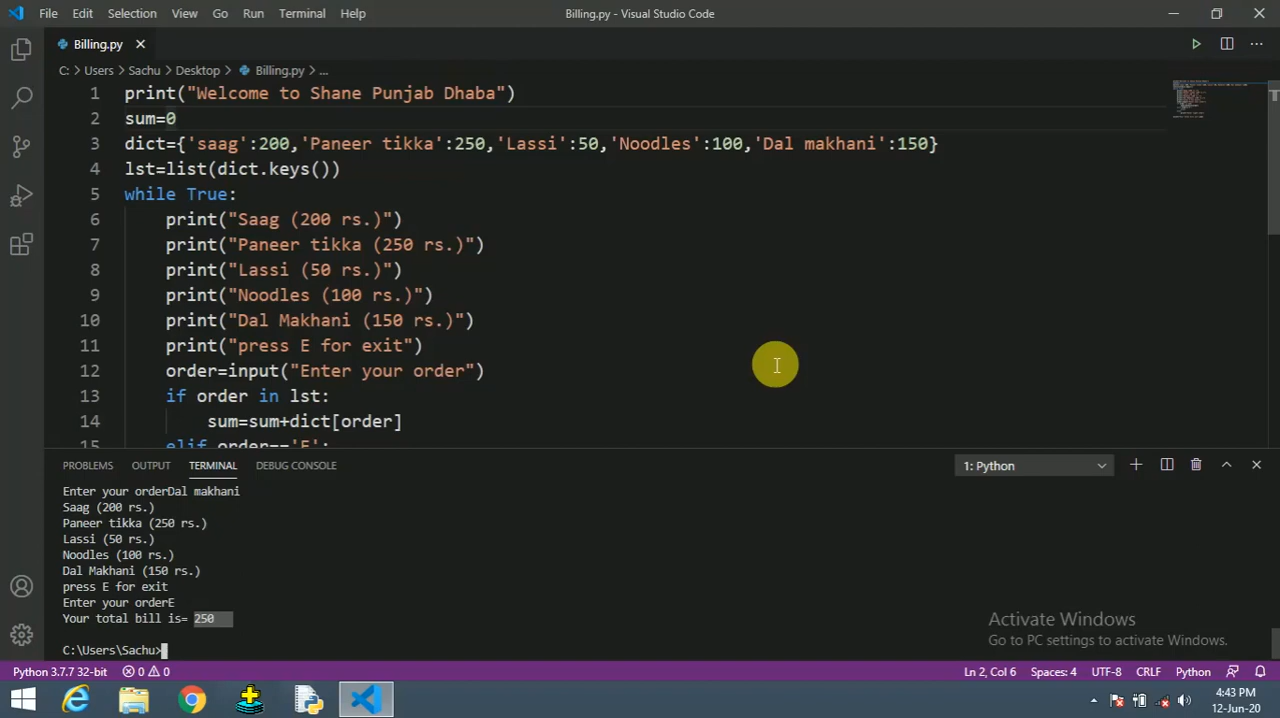 File Edit Selection View Go Run Terminal Help Billing.py - Visual Studio Code
Billing.py
C: > Users > Sachu > Desktop > Billing.py > ...
1 print("Welcome to Shane Punjab Dhaba")
2 sum=0
3 dict={'saag':200,'Paneer tikka':250,'Lassi':50,'Noodles':100,'Dal makhani':150}
4 lst=list(dict.keys())
5 while True:
6 print("Saag (200 rs.)")
7 print("Paneer tikka (250 rs.)")
8 print("Lassi (50 rs.)")
9 print("Noodles (100 rs.)")
10 print("Dal Makhani (150 rs.)")
11 print("press E for exit")
12 order=input("Enter your order")
13 if order in lst:
14 sum=sum+dict[order]
15 elif order=='E':
PROBLEMS OUTPUT TERMINAL DEBUG CONSOLE 1: Python
Enter your orderDal makhani
Saag (200 rs.)
Paneer tikka (250 rs.)
Lassi (50 rs.)
Noodles (100 rs.)
Dal Makhani (150 rs.)
press E for exit
Enter your orderE
Your total bill is= 250
C:\Users\Sachu>
Activate Windows
Go to PC settings to activate Windows.
Python 3.7.7 32-bit 0 0 Ln 2, Col 6 Spaces: 4 UTF-8 CRLF Python
4:43 PM
12-Jun-20